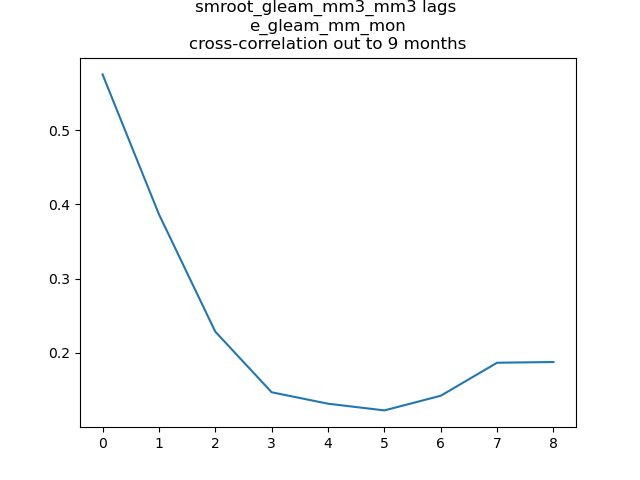 smroot_gleam_mm3_mm3 lags
e_gleam_mm_mon
cross-correlation out to 9 months
0.5
0.4
0.3
0.2
0 1 2 3 4 5 6 7 8